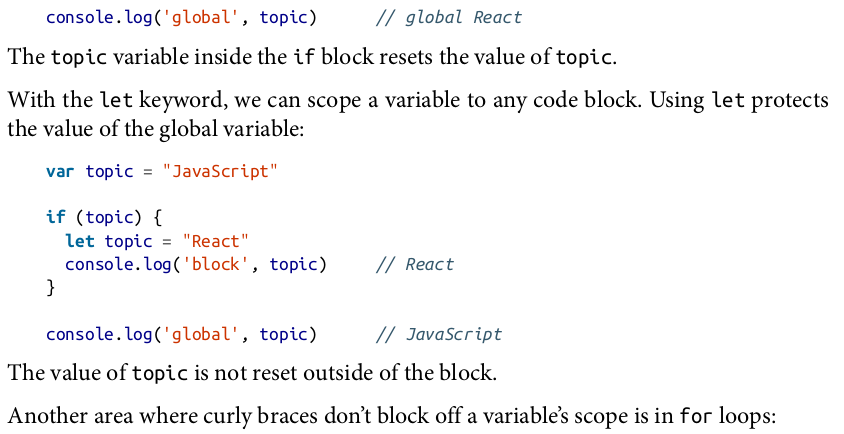 console.log('global', topic)      // global React
The topic variable inside the if block resets the value of topic.
With the let keyword, we can scope a variable to any code block. Using let protects
the value of the global variable:
var topic = "JavaScript"
if (topic) {
  let topic = "React"
  console.log('block', topic)     // React
}
console.log('global', topic)      // JavaScript
The value of topic is not reset outside of the block.
Another area where curly braces don’t block off a variable’s scope is in for loops: